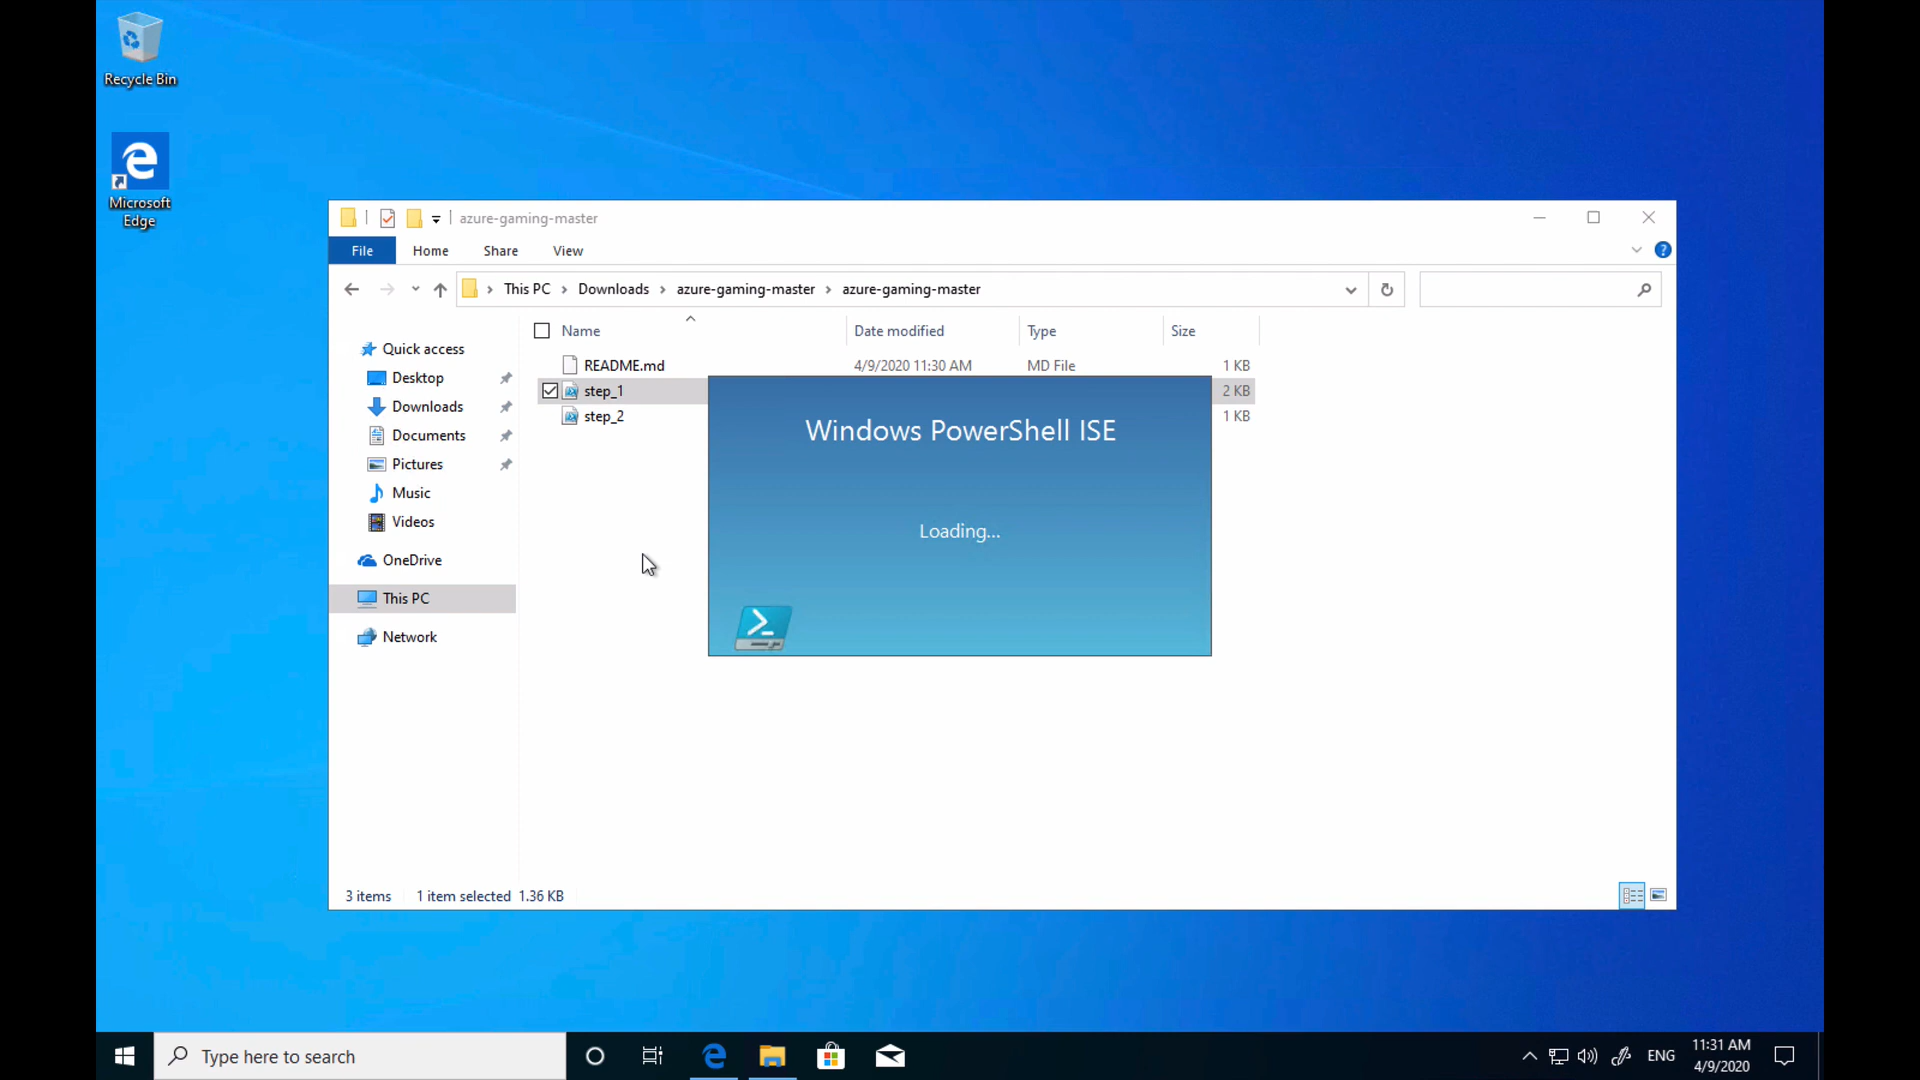 Recycle Bin
Microsoft
Edge
azure-gaming-master
File Home Share View
This PC Downloads azure-gaming-master azure-gaming-master
Name Date modified Type Size
Quick access
Desktop
Downloads
Documents
Pictures
Music
Videos
OneDrive
This PC
Network
README.md 4/9/2020 11:30 AM MD File 1 KB
step_1 2 KB
step_2 1 KB
Windows PowerShell ISE
Loading...
3 items 1 item selected 1.36 KB
Type here to search
ENG
11:31 AM
4/9/2020